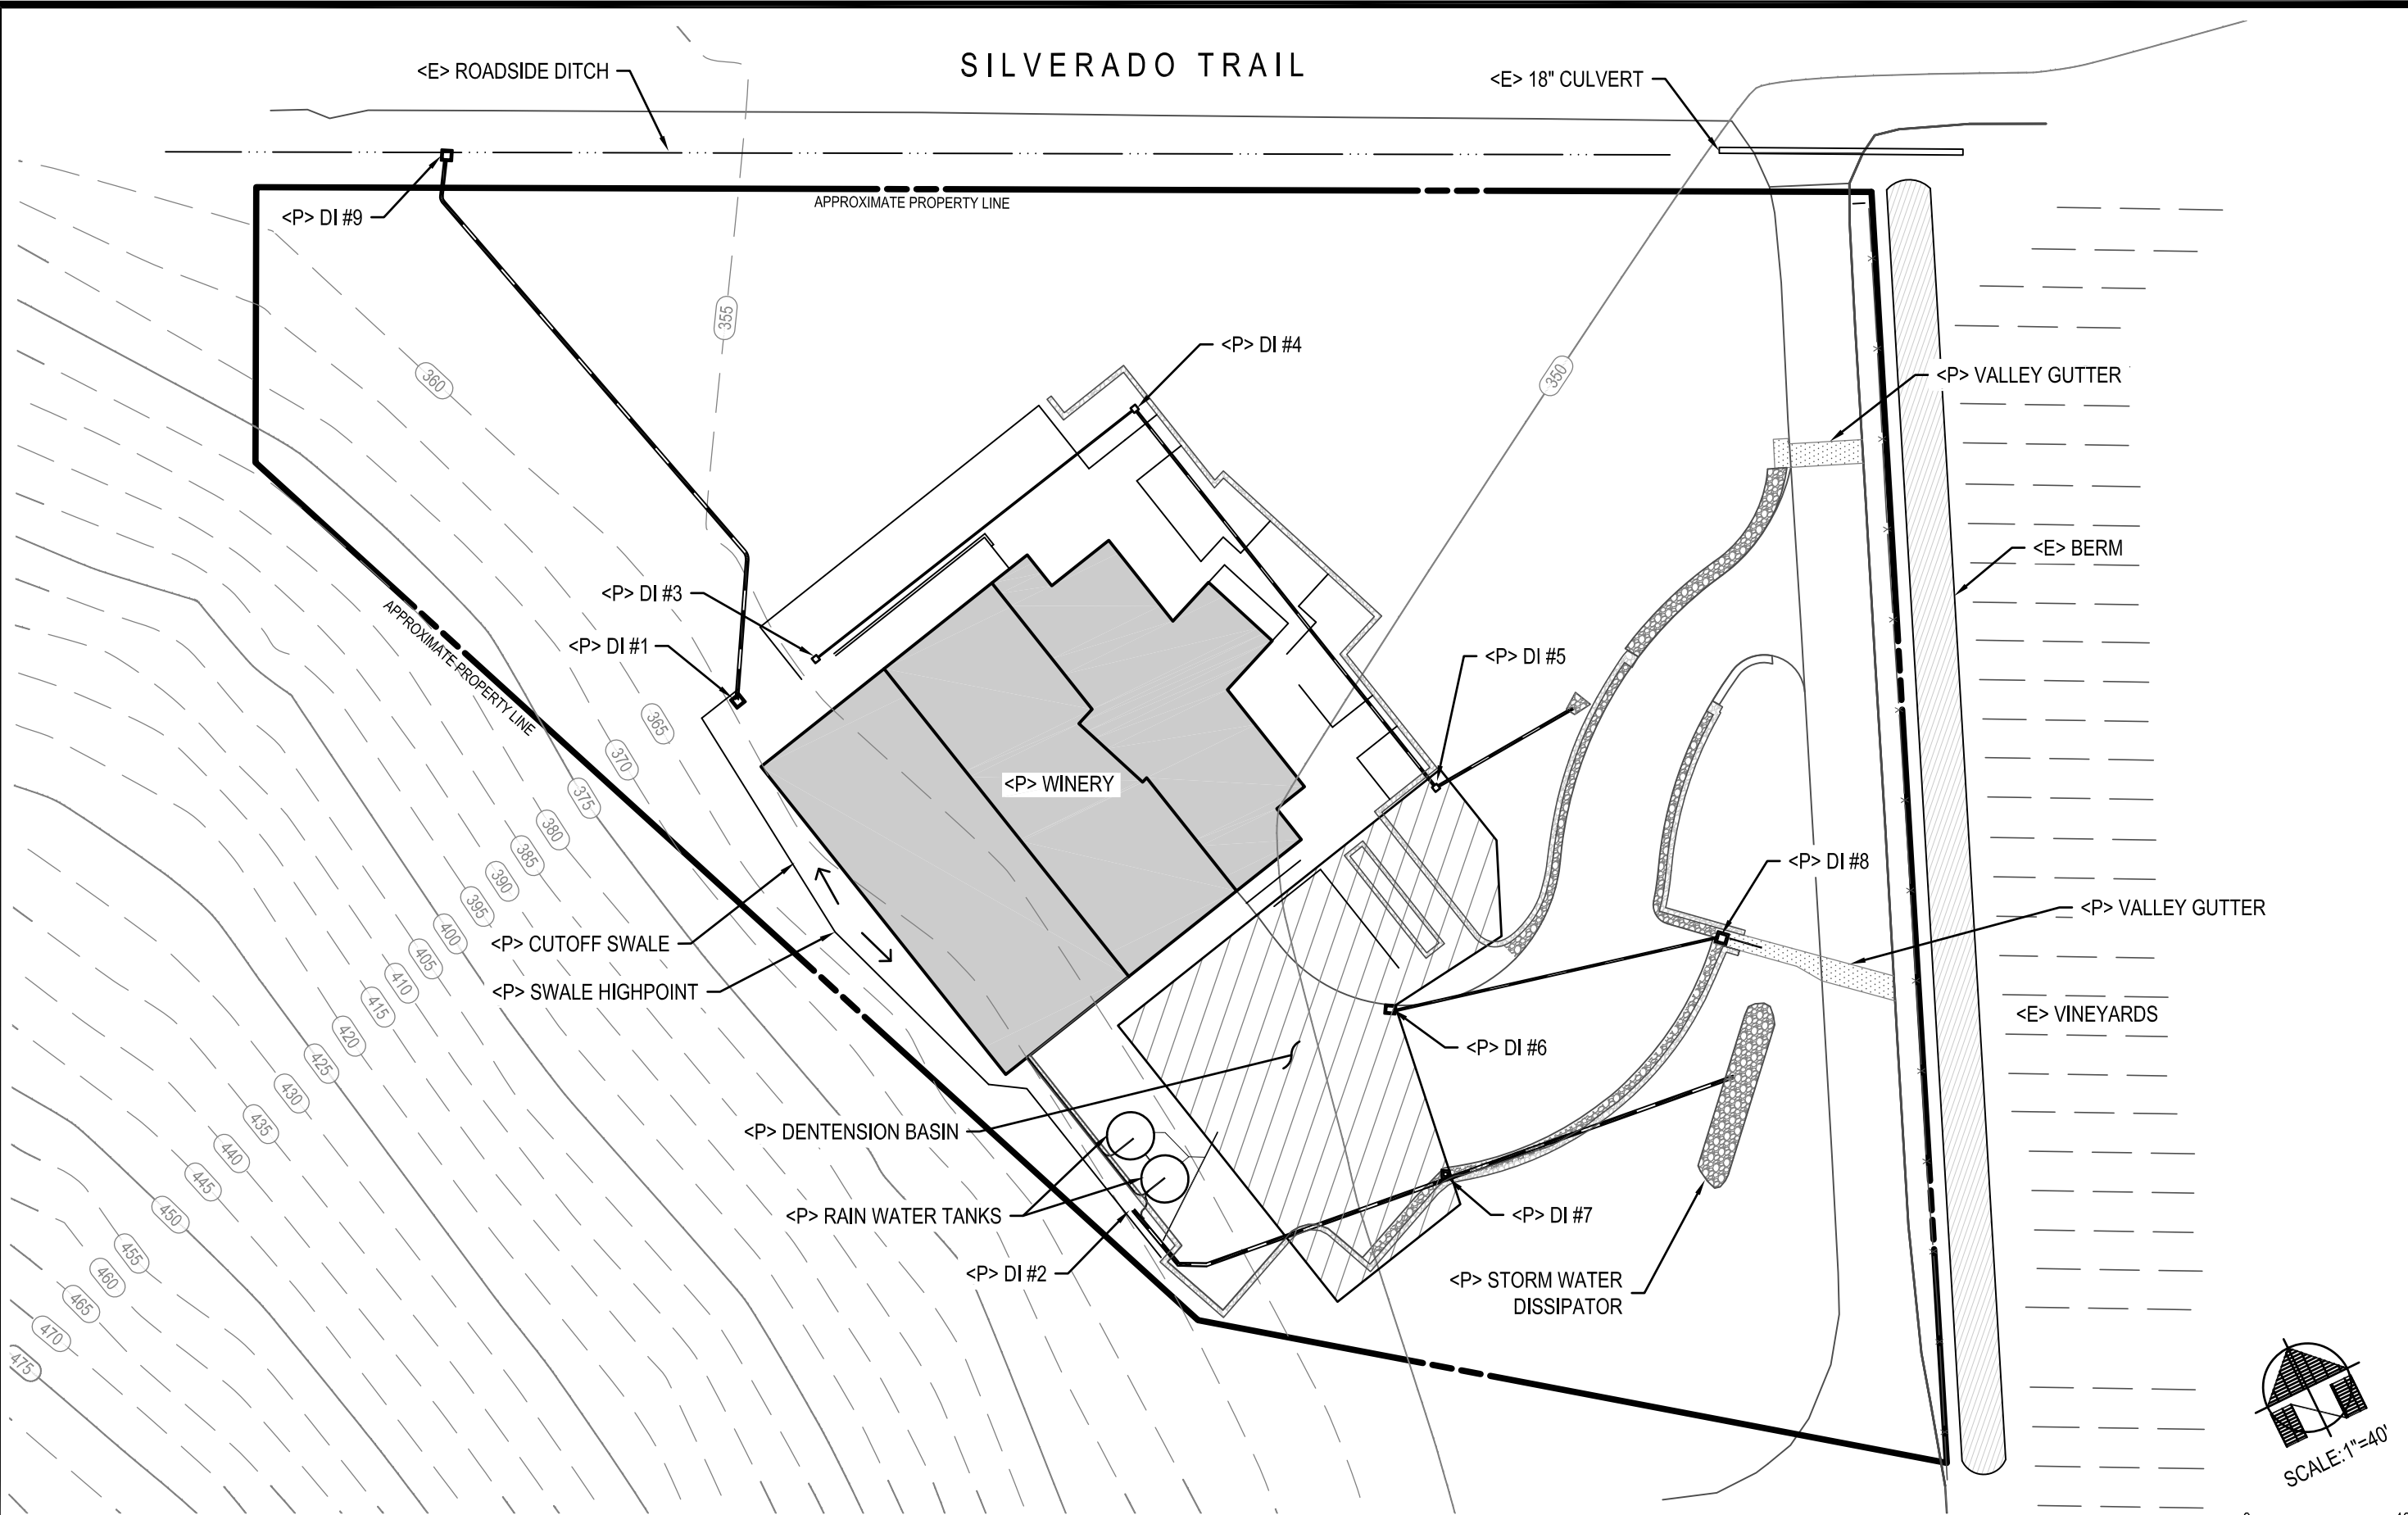 SILVERADO TRAIL
<E> ROADSIDE DITCH
<E> 18" CULVERT
<P> DI #9
APPROXIMATE PROPERTY LINE
355
<P> DI #4
360
350
<P> VALLEY GUTTER
<E> BERM
<P> DI #3
<P> DI #1
<P> DI #5
APPROXIMATE PROPERTY LINE
365
370
375
380
385
390
395
400
405
410
415
420
425
430
435
440
445
450
455
460
465
470
475
<P> WINERY
<P> DI #8
<P> VALLEY GUTTER
<P> CUTOFF SWALE
<P> SWALE HIGHPOINT
<E> VINEYARDS
<P> DI #6
<P> DENTENSION BASIN
<P> RAIN WATER TANKS
<P> DI #7
<P> DI #2
<P> STORM WATER
DISSIPATOR
SCALE: 1"=40'